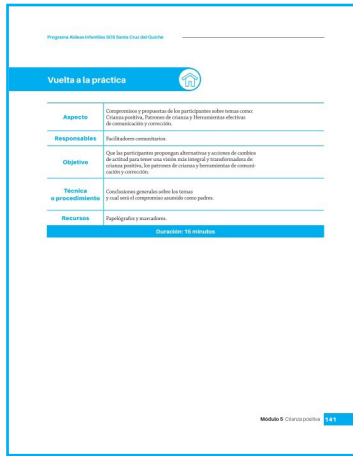 Programa Aldeas Infantiles SOS Santa Cruz del Quiche
Vuelta a la práctica
Aspecto
Compromisos y propuestas de los participantes sobre temas como:
Crianza positiva, Patrones de crianza y Herramientas efectivas
de comunicación y corrección.
Responsables
Facilitadores comunitarios.
Objetivo
Que las participantes propongan alternativas y acciones de cambios
de actitud para tener una visión más integral y transformadora de:
crianza positiva, los patrones de crianza y herramientas de comuni-
cación y corrección.
Técnica
o procedimiento
Conclusiones generales sobre los temas
y cual será el compromiso asumido como padres.
Recursos
Papelógrafos y marcadores.
Duración: 15 minutos
Módulo 5 Crianza positiva 141